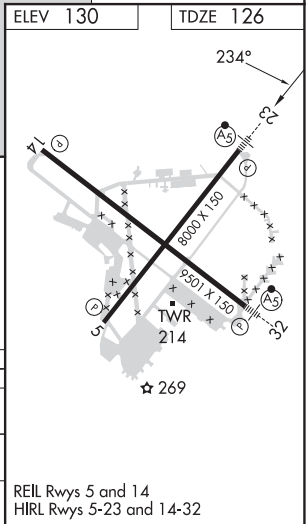 ELEV 130
TDZE 126
234°
23
A5
14
P
P
8000 X 150
9501 X 150
P
A5
5
TWR
214
P
32
269
REIL Rwys 5 and 14
HIRL Rwys 5-23 and 14-32